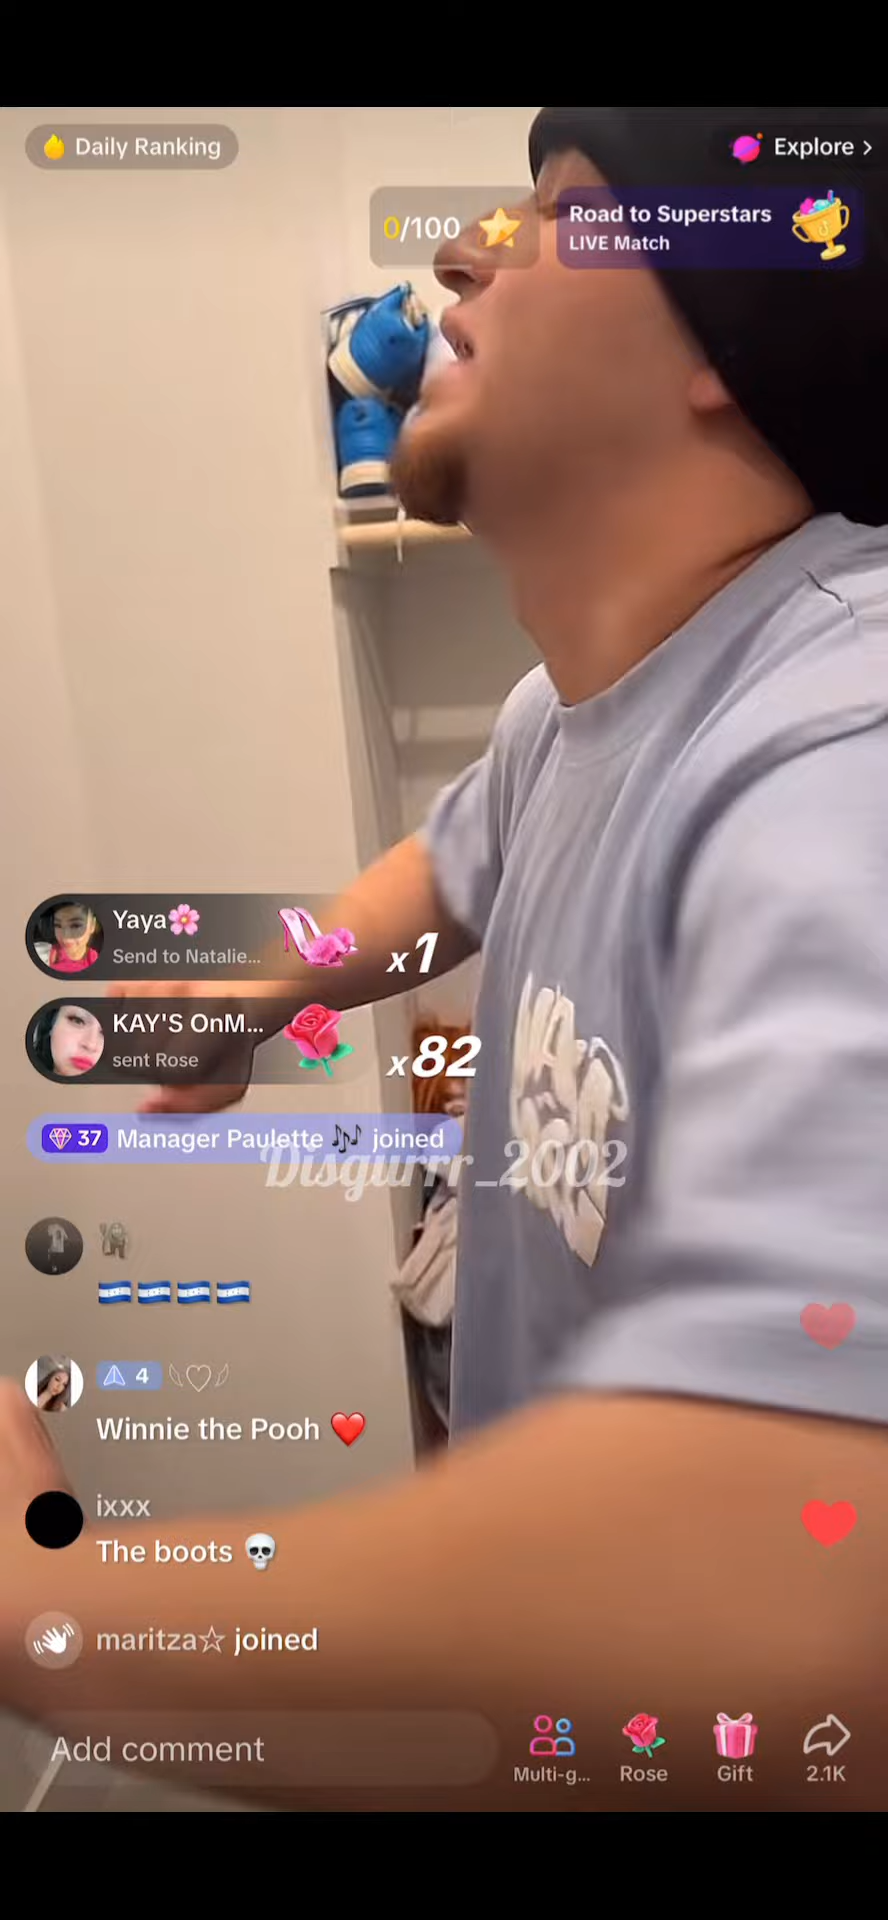 Daily Ranking
Explore >
0/100
Road to Superstars
LIVE Match
Yaya🌸
Send to Natalie...
x1
KAY'S OnM...
sent Rose
x82
37 Manager Paulette 🎶 joined
Disgurrr_2002
🇭🇳🇭🇳🇭🇳🇭🇳
4
Winnie the Pooh ❤️
ixxx
The boots 💀
maritza☆ joined
Add comment
Multi-g...
Rose
Gift
2.1K